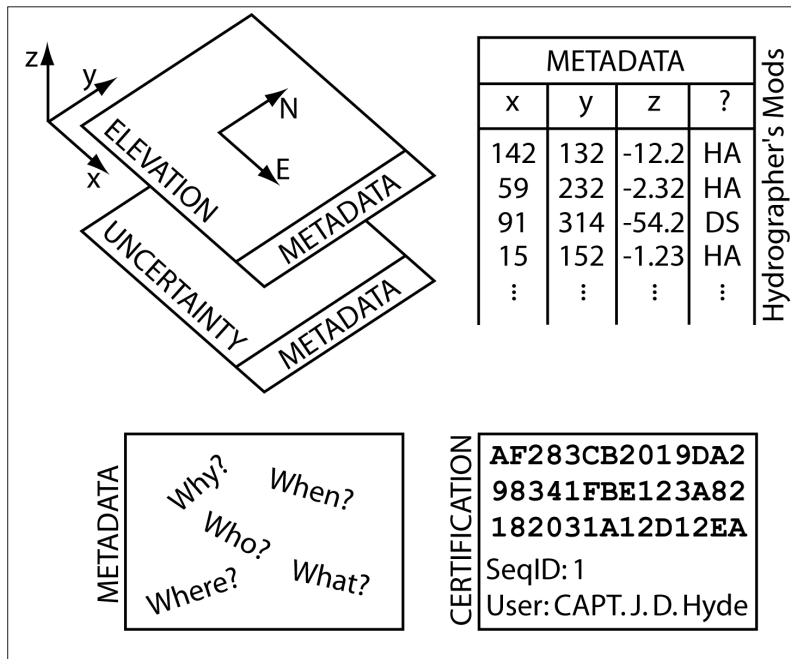 z
y
x
N
E
ELEVATION
METADATA
UNCERTAINTY
METADATA
METADATA
x y z ?
142 132 -12.2 HA
59 232 -2.32 HA
91 314 -54.2 DS
15 152 -1.23 HA
⋮ ⋮ ⋮ ⋮
Hydrographer's Mods
METADATA
Why?
When?
Who?
What?
Where?
CERTIFICATION
AF283CB2019DA2
98341FBE123A82
182031A12D12EA
SeqID: 1
User: CAPT. J. D. Hyde